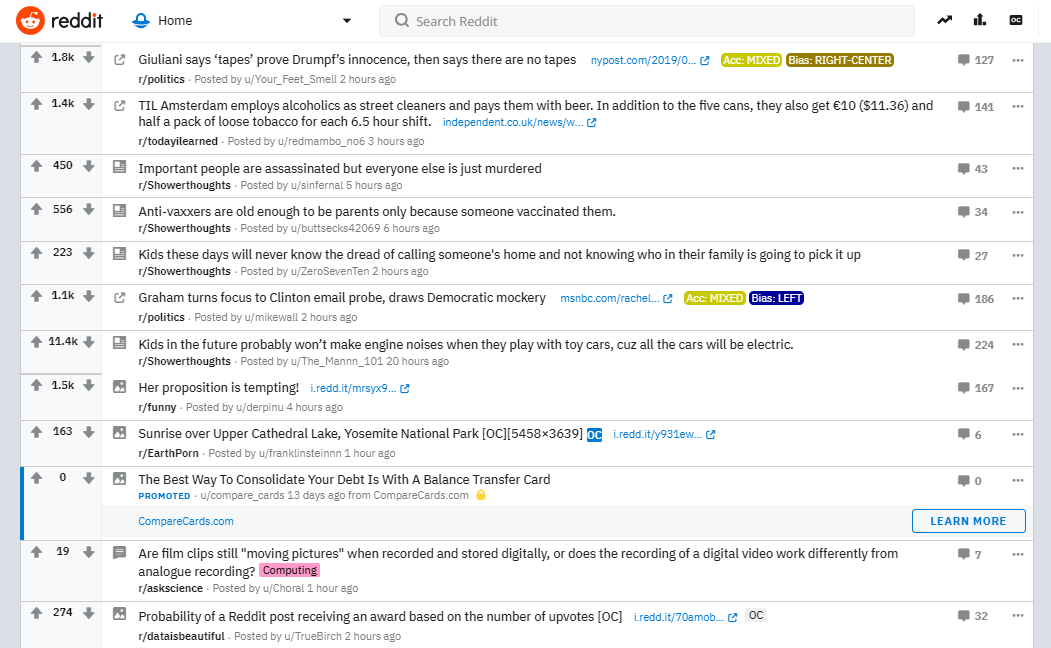 reddit Home Search Reddit OC
1.8k Giuliani says ‘tapes’ prove Drumpf’s innocence, then says there are no tapes nypost.com/2019/0... Acc: MIXED Bias: RIGHT-CENTER 127
r/politics · Posted by u/Your_Feet_Smell 2 hours ago
1.4k TIL Amsterdam employs alcoholics as street cleaners and pays them with beer. In addition to the five cans, they also get €10 ($11.36) and 141
half a pack of loose tobacco for each 6.5 hour shift. independent.co.uk/news/w...
r/todayilearned · Posted by u/redmambo_no6 3 hours ago
450 Important people are assassinated but everyone else is just murdered 43
r/Showerthoughts · Posted by u/sinfernal 5 hours ago
556 Anti-vaxxers are old enough to be parents only because someone vaccinated them. 34
r/Showerthoughts · Posted by u/buttsecks42069 6 hours ago
223 Kids these days will never know the dread of calling someone's home and not knowing who in their family is going to pick it up 27
r/Showerthoughts · Posted by u/ZeroSevenTen 2 hours ago
1.1k Graham turns focus to Clinton email probe, draws Democratic mockery msnbc.com/rachel... Acc: MIXED Bias: LEFT 186
r/politics · Posted by u/mikewall 2 hours ago
11.4k Kids in the future probably won’t make engine noises when they play with toy cars, cuz all the cars will be electric. 224
r/Showerthoughts · Posted by u/The_Mannn_101 20 hours ago
1.5k Her proposition is tempting! i.redd.it/mrsyx9... 167
r/funny · Posted by u/derpinu 4 hours ago
163 Sunrise over Upper Cathedral Lake, Yosemite National Park [OC][5458×3639] OC i.redd.it/y931ew... 6
r/EarthPorn · Posted by u/franklinsteinnn 1 hour ago
0 The Best Way To Consolidate Your Debt Is With A Balance Transfer Card 0
PROMOTED · u/compare_cards 13 days ago from CompareCards.com
CompareCards.com LEARN MORE
19 Are film clips still "moving pictures" when recorded and stored digitally, or does the recording of a digital video work differently from 7
analogue recording? Computing
r/askscience · Posted by u/Choral 1 hour ago
274 Probability of a Reddit post receiving an award based on the number of upvotes [OC] i.redd.it/70amob... OC 32
r/dataisbeautiful · Posted by u/TrueBirch 2 hours ago